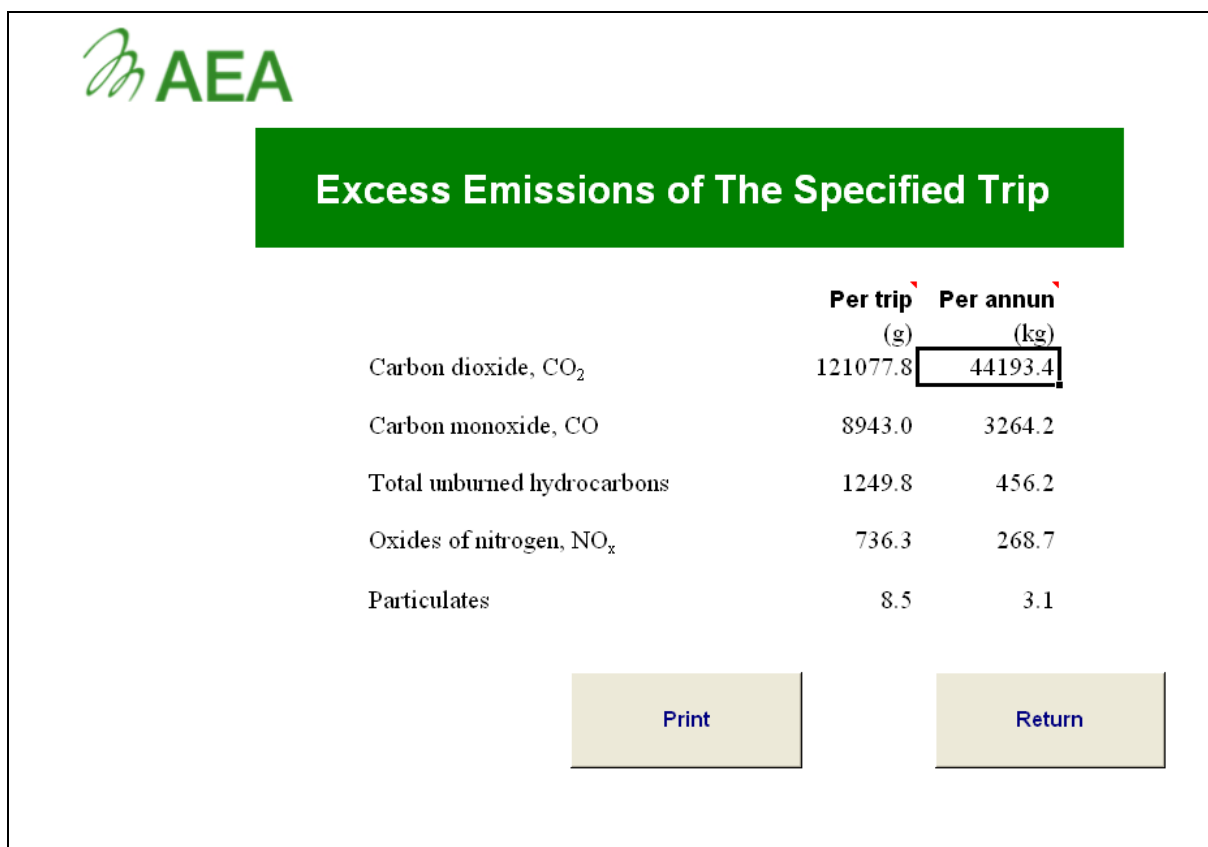 AEA
Excess Emissions of The Specified Trip
Per trip Per annun
(g) (kg)
Carbon dioxide, CO₂ 121077.8 44193.4
Carbon monoxide, CO 8943.0 3264.2
Total unburned hydrocarbons 1249.8 456.2
Oxides of nitrogen, NOₓ 736.3 268.7
Particulates 8.5 3.1
Print Return